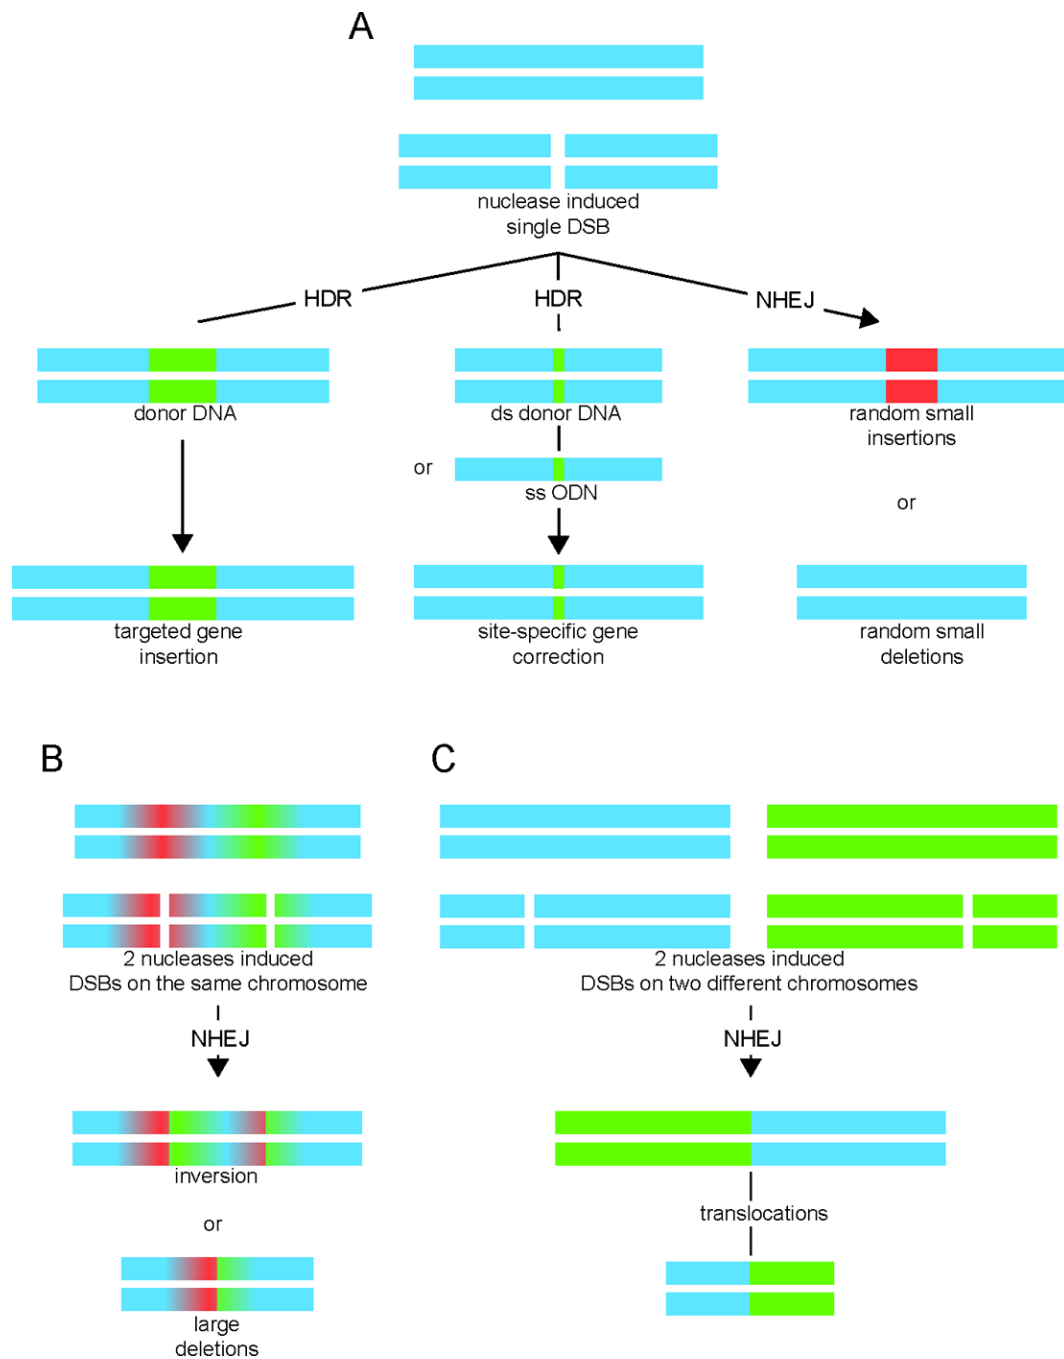 A
nuclease induced
single DSB
HDR
HDR
NHEJ
donor DNA
ds donor DNA
random small
insertions
or
ss ODN
or
targeted gene
insertion
site-specific gene
correction
random small
deletions
B
2 nucleases induced
DSBs on the same chromosome
NHEJ
inversion
or
large
deletions
C
2 nucleases induced
DSBs on two different chromosomes
NHEJ
translocations